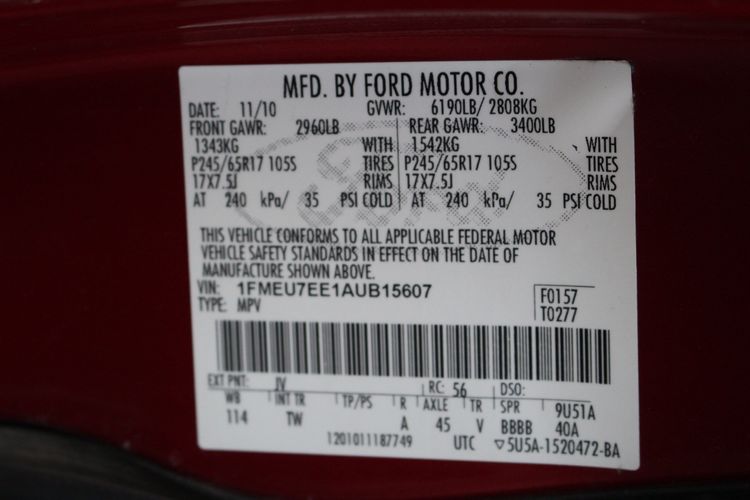 MFD. BY FORD MOTOR CO.
DATE: 11/10 GVWR: 6190LB/ 2808KG
FRONT GAWR: 2960LB REAR GAWR: 3400LB
1343KG WITH 1542KG WITH
P245/65R17 105S TIRES P245/65R17 105S TIRES
17X7.5J RIMS 17X7.5J RIMS
AT 240 kPa/ 35 PSI COLD AT 240 kPa/ 35 PSI COLD
THIS VEHICLE CONFORMS TO ALL APPLICABLE FEDERAL MOTOR
VEHICLE SAFETY STANDARDS IN EFFECT ON THE DATE OF
MANUFACTURE SHOWN ABOVE.
VIN: 1FMEU7EE1AUB15607 F0157
TYPE: MPV T0277
EXT PNT: JV RC: 56 DSO:
WB INT TR TP/PS R AXLE TR SPR 9U51A
114 TW A 45 V BBBB 40A
1201011187749 UTC ▽5U5A-1520472-BA